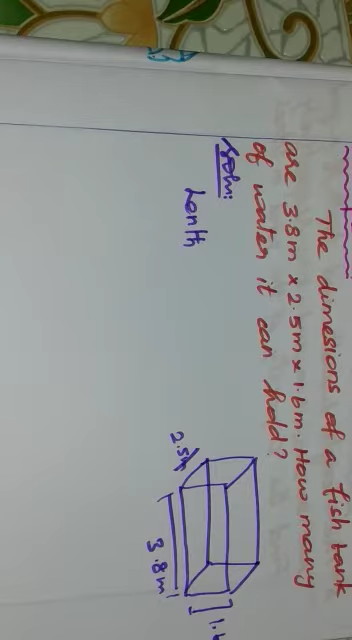 The dimesions of a fish tank
are 3.8m x 2.5m x 1.6m. How many
of water it can hold?
Soln:
Lenth
2.5m
3.8m